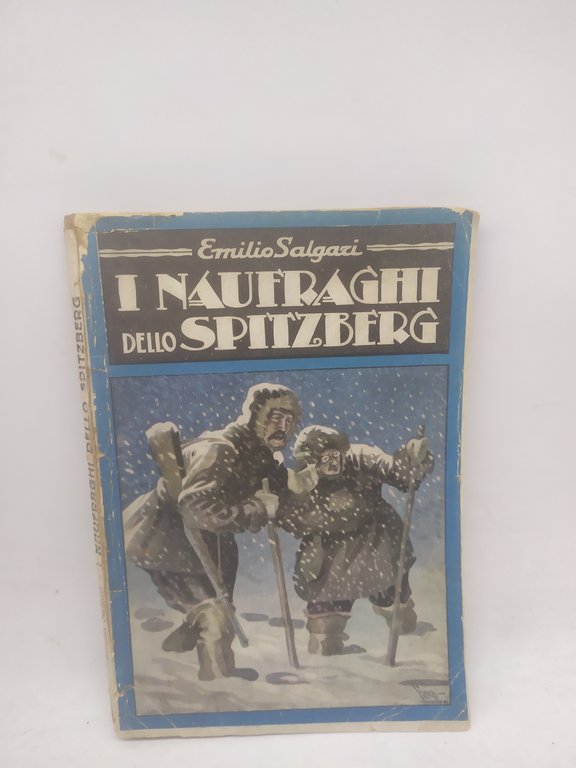 Emilio Salgari
I NAUFRAGHI
DELLO SPITZBERG
I NAUFRAGHI DELLO SPITZBERG